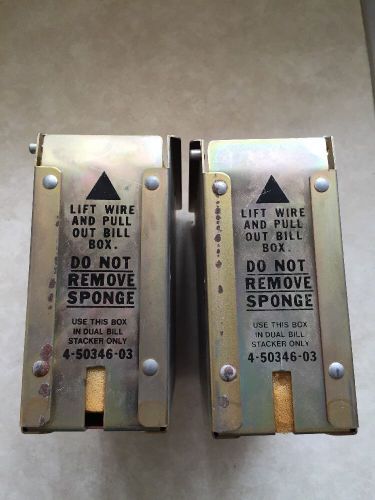 LIFT WIRE
AND PULL
OUT BILL
BOX.
DO NOT
REMOVE
SPONGE
USE THIS BOX
IN DUAL BILL
STACKER ONLY
4-50346-03
LIFT WIRE
AND PULL
OUT BILL
BOX.
DO NOT
REMOVE
SPONGE
USE THIS BOX
IN DUAL BILL
STACKER ONLY
4-50346-03